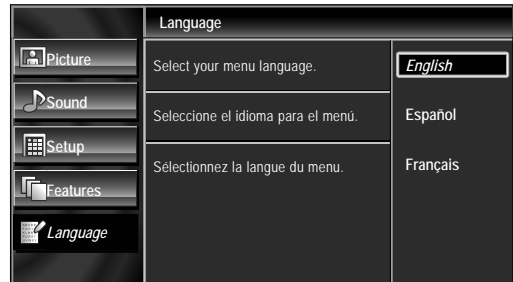 Language
Picture
Sound
Setup
Features
Language
Select your menu language.
Seleccione el idioma para el menú.
Sélectionnez la langue du menu.
English
Español
Français